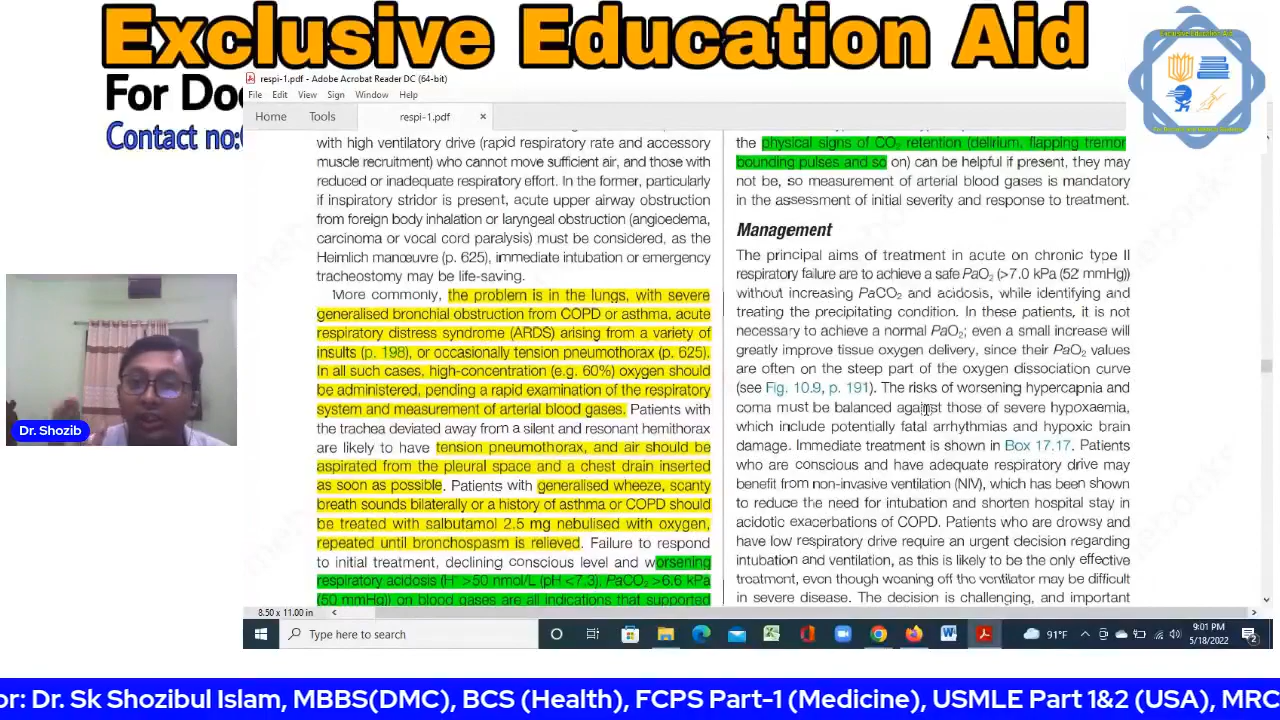 Exclusive Education Aid
For Do
Contact no:
respi-1.pdf - Adobe Acrobat Reader DC (64-bit)
File Edit View Sign Window Help
Home Tools respi-1.pdf ×
with high ventilatory drive (rapid respiratory rate and accessory
muscle recruitment) who cannot move sufficient air, and those with
reduced or inadequate respiratory effort. In the former, particularly
if inspiratory stridor is present, acute upper airway obstruction
from foreign body inhalation or laryngeal obstruction (angioedema,
carcinoma or vocal cord paralysis) must be considered, as the
Heimlich manœuvre (p. 625), immediate intubation or emergency
tracheostomy may be life-saving.
More commonly, the problem is in the lungs, with severe
generalised bronchial obstruction from COPD or asthma, acute
respiratory distress syndrome (ARDS) arising from a variety of
insults (p. 198), or occasionally tension pneumothorax (p. 625).
In all such cases, high-concentration (e.g. 60%) oxygen should
be administered, pending a rapid examination of the respiratory
system and measurement of arterial blood gases. Patients with
the trachea deviated away from a silent and resonant hemithorax
are likely to have tension pneumothorax, and air should be
aspirated from the pleural space and a chest drain inserted
as soon as possible. Patients with generalised wheeze, scanty
breath sounds bilaterally or a history of asthma or COPD should
be treated with salbutamol 2.5 mg nebulised with oxygen,
repeated until bronchospasm is relieved. Failure to respond
to initial treatment, declining conscious level and worsening
respiratory acidosis (H⁺ >50 nmol/L (pH <7.3), PaCO₂ >6.6 kPa
(50 mmHg)) on blood gases are all indications that supported
the physical signs of CO₂ retention (delirium, flapping tremor
bounding pulses and so on) can be helpful if present, they may
not be, so measurement of arterial blood gases is mandatory
in the assessment of initial severity and response to treatment.
Management
The principal aims of treatment in acute on chronic type II
respiratory failure are to achieve a safe PaO₂ (>7.0 kPa (52 mmHg))
without increasing PaCO₂ and acidosis, while identifying and
treating the precipitating condition. In these patients, it is not
necessary to achieve a normal PaO₂; even a small increase will
greatly improve tissue oxygen delivery, since their PaO₂ values
are often on the steep part of the oxygen dissociation curve
(see Fig. 10.9, p. 191). The risks of worsening hypercapnia and
coma must be balanced against those of severe hypoxaemia,
which include potentially fatal arrhythmias and hypoxic brain
damage. Immediate treatment is shown in Box 17.17. Patients
who are conscious and have adequate respiratory drive may
benefit from non-invasive ventilation (NIV), which has been shown
to reduce the need for intubation and shorten hospital stay in
acidotic exacerbations of COPD. Patients who are drowsy and
have low respiratory drive require an urgent decision regarding
intubation and ventilation, as this is likely to be the only effective
treatment, even though weaning off the ventilator may be difficult
in severe disease. The decision is challenging, and important
Dr. Shozib
8.50 x 11.00 in
Type here to search
91°F
9:01 PM
5/18/2022
2
or: Dr. Sk Shozibul Islam, MBBS(DMC), BCS (Health), FCPS Part-1 (Medicine), USMLE Part 1&2 (USA), MRC